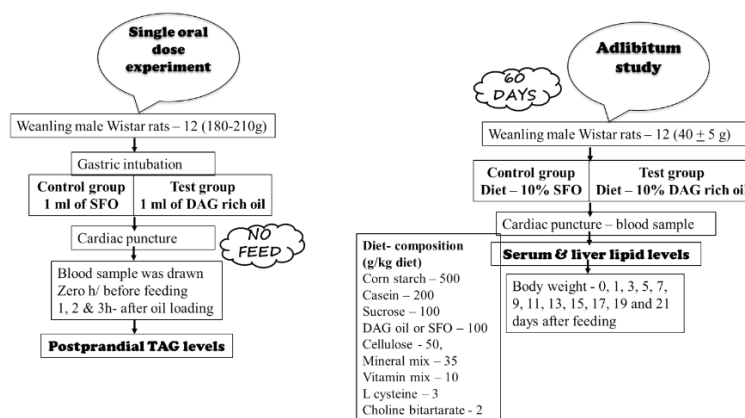 Single oral
dose
experiment
Weanling male Wistar rats – 12 (180-210g)
Gastric intubation
Control group
1 ml of SFO
Test group
1 ml of DAG rich oil
Cardiac puncture
NO
FEED
Blood sample was drawn
Zero h/ before feeding
1, 2 & 3h- after oil loading
Postprandial TAG levels
Adlibitum
study
60
DAYS
Weanling male Wistar rats – 12 (40 ± 5 g)
Control group
Diet – 10% SFO
Test group
Diet – 10% DAG rich oil
Cardiac puncture – blood sample
Serum & liver lipid levels
Body weight - 0, 1, 3, 5, 7,
9, 11, 13, 15, 17, 19 and 21
days after feeding
Diet- composition
(g/kg diet)
Corn starch – 500
Casein – 200
Sucrose – 100
DAG oil or SFO – 100
Cellulose – 50,
Mineral mix – 35
Vitamin mix – 10
L cysteine – 3
Choline bitartarate - 2